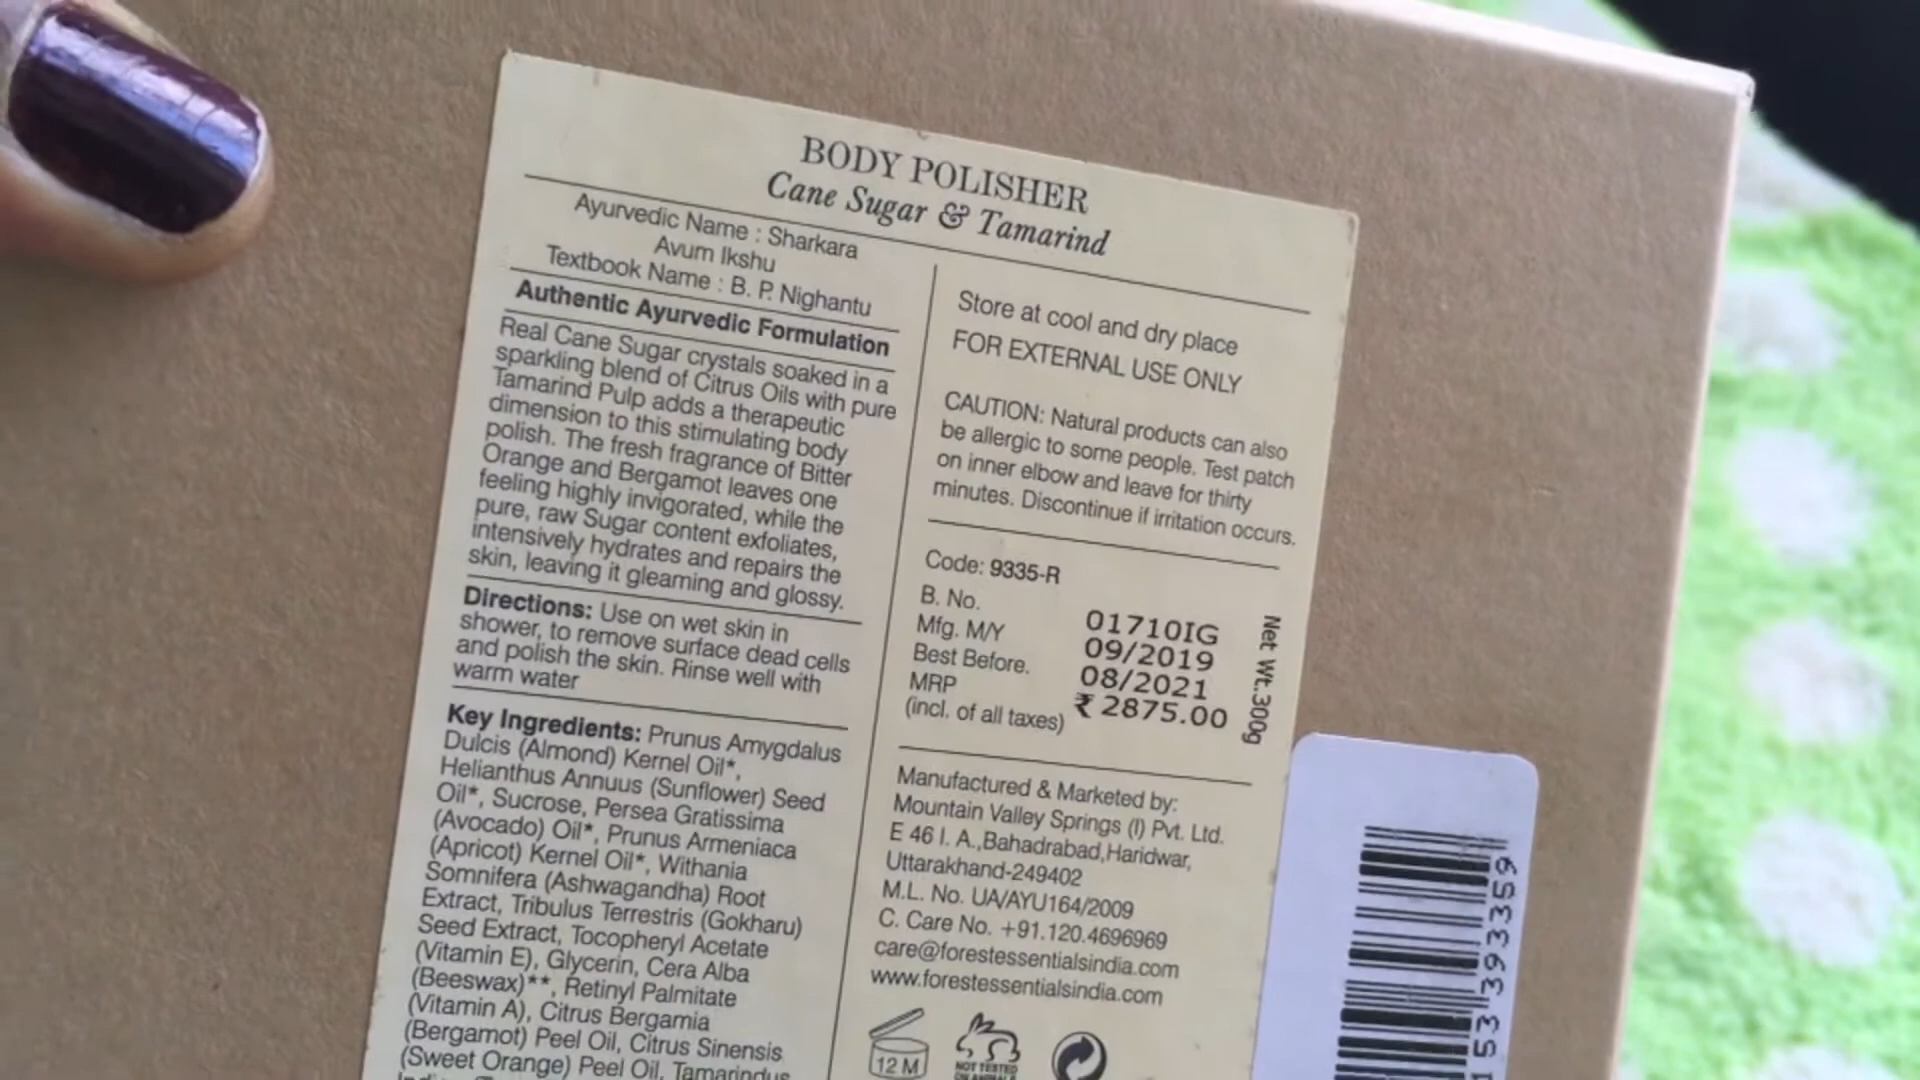 BODY POLISHER
Cane Sugar & Tamarind
Ayurvedic Name : Sharkara
Avum Ikshu
Textbook Name : B. P. Nighantu
Authentic Ayurvedic Formulation
Real Cane Sugar crystals soaked in a
sparkling blend of Citrus Oils with pure
Tamarind Pulp adds a therapeutic
dimension to this stimulating body
polish. The fresh fragrance of Bitter
Orange and Bergamot leaves one
feeling highly invigorated, while the
pure, raw Sugar content exfoliates,
intensively hydrates and repairs the
skin, leaving it gleaming and glossy.
Directions: Use on wet skin in
shower, to remove surface dead cells
and polish the skin. Rinse well with
warm water
Key Ingredients: Prunus Amygdalus
Dulcis (Almond) Kernel Oil*,
Helianthus Annuus (Sunflower) Seed
Oil*, Sucrose, Persea Gratissima
(Avocado) Oil*, Prunus Armeniaca
(Apricot) Kernel Oil*, Withania
Somnifera (Ashwagandha) Root
Extract, Tribulus Terrestris (Gokharu)
Seed Extract, Tocopheryl Acetate
(Vitamin E), Glycerin, Cera Alba
(Beeswax)**, Retinyl Palmitate
(Vitamin A), Citrus Bergamia
(Bergamot) Peel Oil, Citrus Sinensis
(Sweet Orange) Peel Oil, Tamarindus
Store at cool and dry place
FOR EXTERNAL USE ONLY
CAUTION: Natural products can also
be allergic to some people. Test patch
on inner elbow and leave for thirty
minutes. Discontinue if irritation occurs.
Code: 9335-R
B. No. 01710IG
Mfg. M/Y 09/2019
Best Before. 08/2021
MRP ₹ 2875.00
(incl. of all taxes)
Net Wt.300g
Manufactured & Marketed by:
Mountain Valley Springs (I) Pvt. Ltd.
E 46 I. A.,Bahadrabad,Haridwar,
Uttarakhand-249402
M.L. No. UA/AYU164/2009
C. Care No. +91.120.4696969
care@forestessentialsindia.com
www.forestessentialsindia.com
12 M
NOT TESTED
153 393359